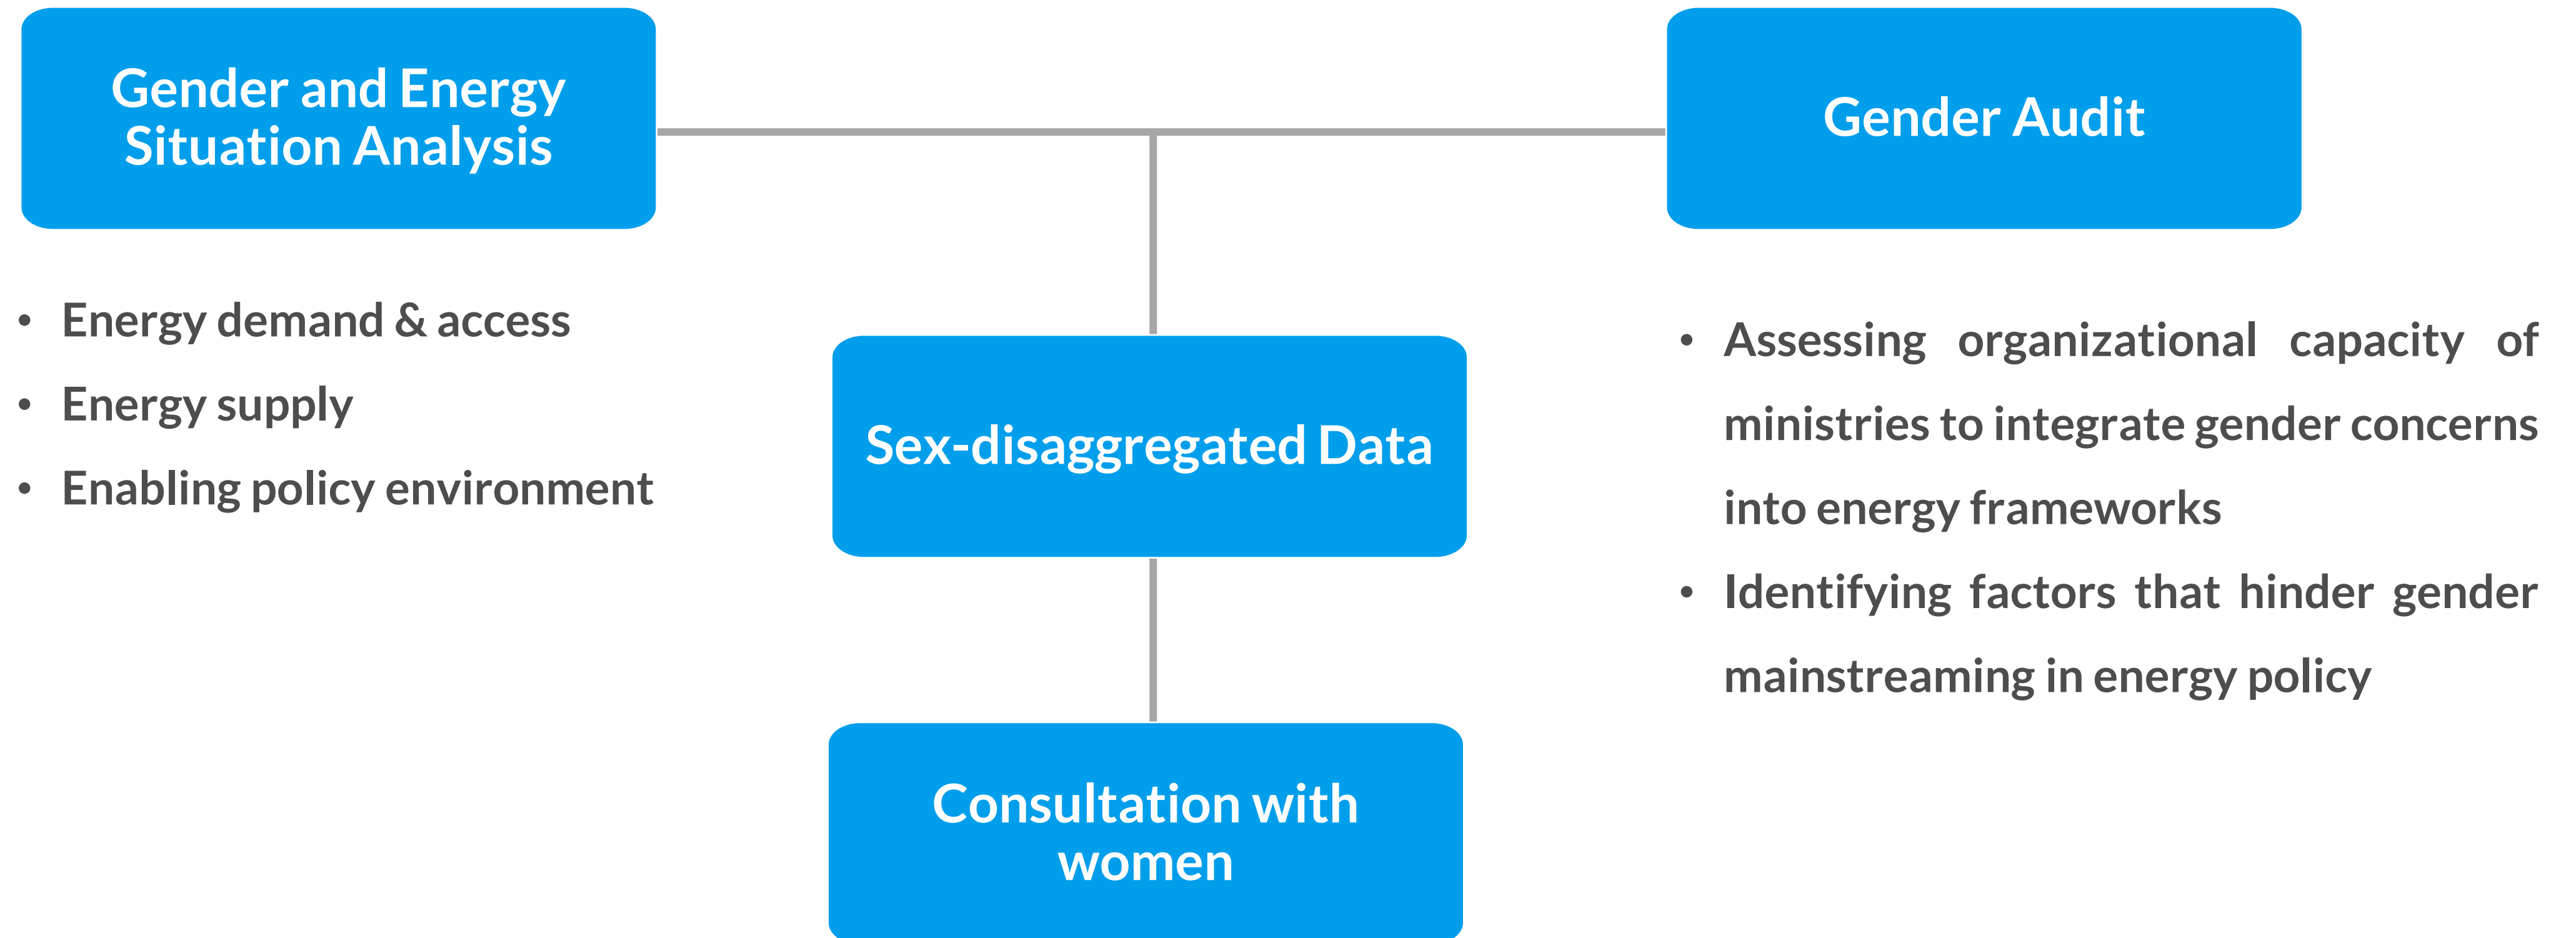 Gender and Energy
Situation Analysis
• Energy demand & access
• Energy supply
• Enabling policy environment
Sex-disaggregated Data
Consultation with
women
Gender Audit
• Assessing organizational capacity of
ministries to integrate gender concerns
into energy frameworks
• Identifying factors that hinder gender
mainstreaming in energy policy